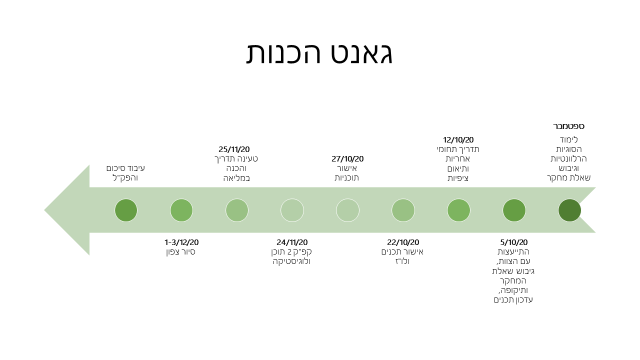 גאנט הכנות
ספטמבר
לימוד
הסוגיות
הרלוונטיות
וגיבוש
שאלת מחקר
5/10/20
התייעצות
עם הצוות,
גיבוש שאלת
המחקר
ותיקופה,
עדכון תכנים
12/10/20
תדריך תחומי
אחריות
ותיאום
ציפיות
22/10/20
אישור תכנים
ולו"ז
27/10/20
אישור
תוכניות
24/11/20
קפ"ק 2 תוכן
ולוגיסטיקה
25/11/20
טעינה תדריך
והכנה
במליאה
1-3/12/20
סיור צפון
עיבוד סיכום
והפק"ל